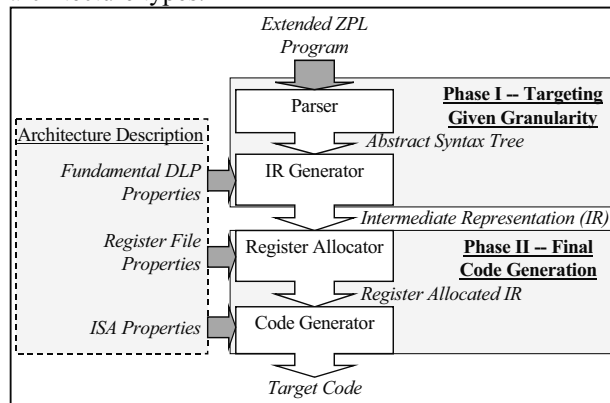 architecture types.
Extended ZPL
Program
Phase I -- Targeting
Given Granularity
Parser
Abstract Syntax Tree
Architecture Description
Fundamental DLP
Properties
IR Generator
Intermediate Representation (IR)
Register File
Properties
Register Allocator
Phase II -- Final
Code Generation
Register Allocated IR
ISA Properties
Code Generator
Target Code